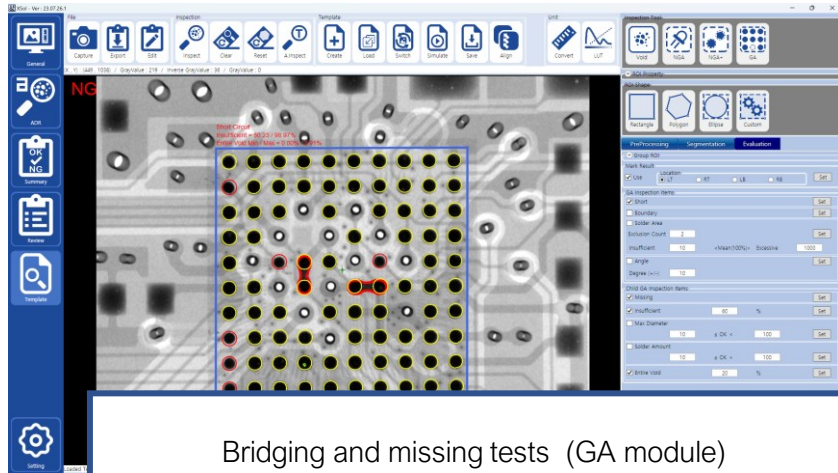 XSol - Ver : 23.07.26.1
File
Inspection
Template
Unit
Capture Export Edit Inspect Clear Reset A.Inspect Create Load Switch Simulate Save Align Convert LUT
General
AOR
OK
NG
Summary
Review
Template
Setting
NG
Short Circuit
Inspection Tools
Void NGA NGA+ GA
ROI Property
ROI Shape
Rectangle Polygon Ellipse Custom
PreProcessing Segmentation Evaluation
Group ROI
Mark Result
Use Location LT RT LB RB Set
GA Inspection Items
Short Set
Boundary Set
Solder Area
Exclusion Count 2 Set
Insufficient 10 <Mean(100%)> Excessive 1000
Angle Set
Degree (+/-) 10
Child GA Inspection Items
Missing Set
Insufficient 60 % Set
Max Diameter Set
10 ≤ OK < 100
Solder Amount Set
10 ≤ OK < 100
Entire Void 20 % Set
Bridging and missing tests (GA module)